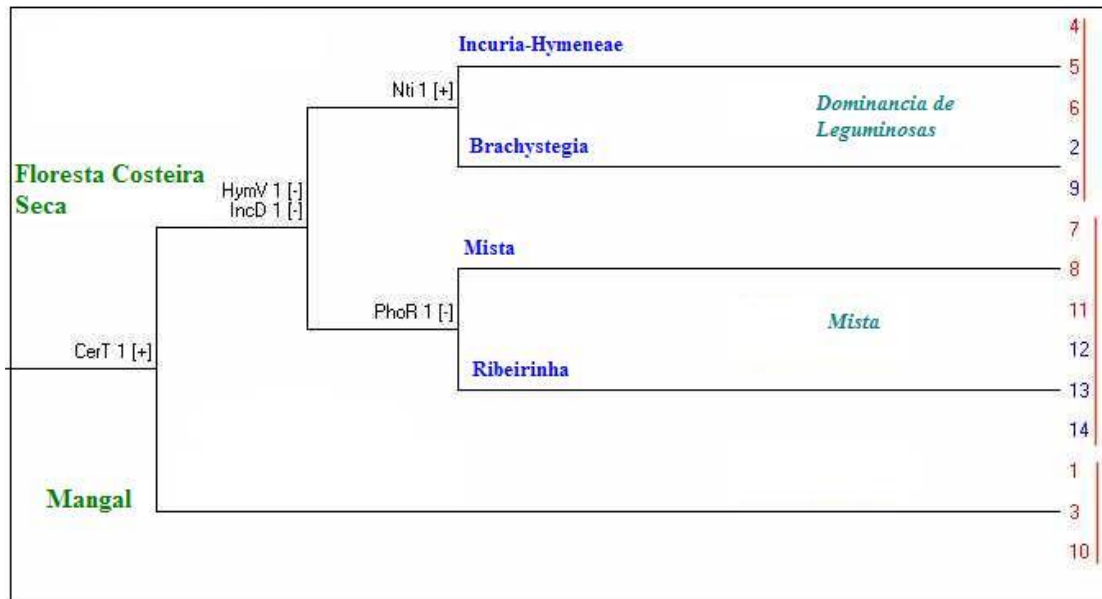 4
Incuria-Hymeneae
5
Nti 1 [+]
Dominancia de
Leguminosas
6
Brachystegia
2
Floresta Costeira
Seca
HymV 1 [-]
IncD 1 [-]
9
7
Mista
8
PhoR 1 [-]
Mista
11
CerT 1 [+]
12
Ribeirinha
13
14
1
Mangal
3
10